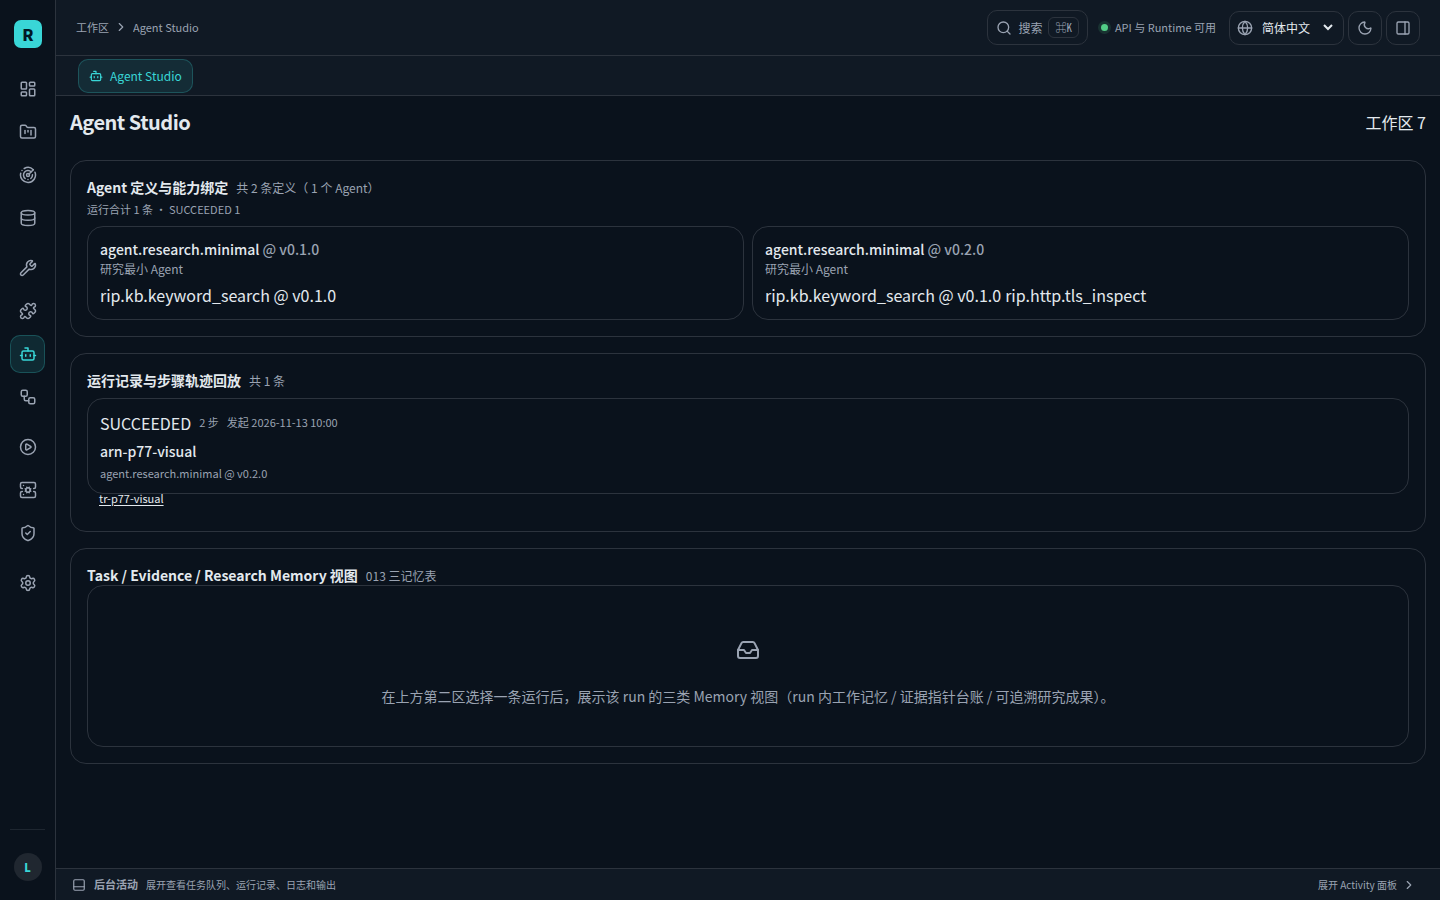 R
工作区 > Agent Studio
搜索 ⌘K
API 与 Runtime 可用
简体中文
Agent Studio
Agent Studio
工作区 7
Agent 定义与能力绑定 共 2 条定义（ 1 个 Agent）
运行合计 1 条 · SUCCEEDED 1
agent.research.minimal @ v0.1.0
研究最小 Agent
rip.kb.keyword_search @ v0.1.0
agent.research.minimal @ v0.2.0
研究最小 Agent
rip.kb.keyword_search @ v0.1.0 rip.http.tls_inspect
运行记录与步骤轨迹回放 共 1 条
SUCCEEDED 2 步 发起 2026-11-13 10:00
arn-p77-visual
agent.research.minimal @ v0.2.0
tr-p77-visual
Task / Evidence / Research Memory 视图 013 三记忆表
在上方第二区选择一条运行后，展示该 run 的三类 Memory 视图（run 内工作记忆 / 证据指针台账 / 可追溯研究成果）。
L
后台活动 展开查看任务队列、运行记录、日志和输出
展开 Activity 面板